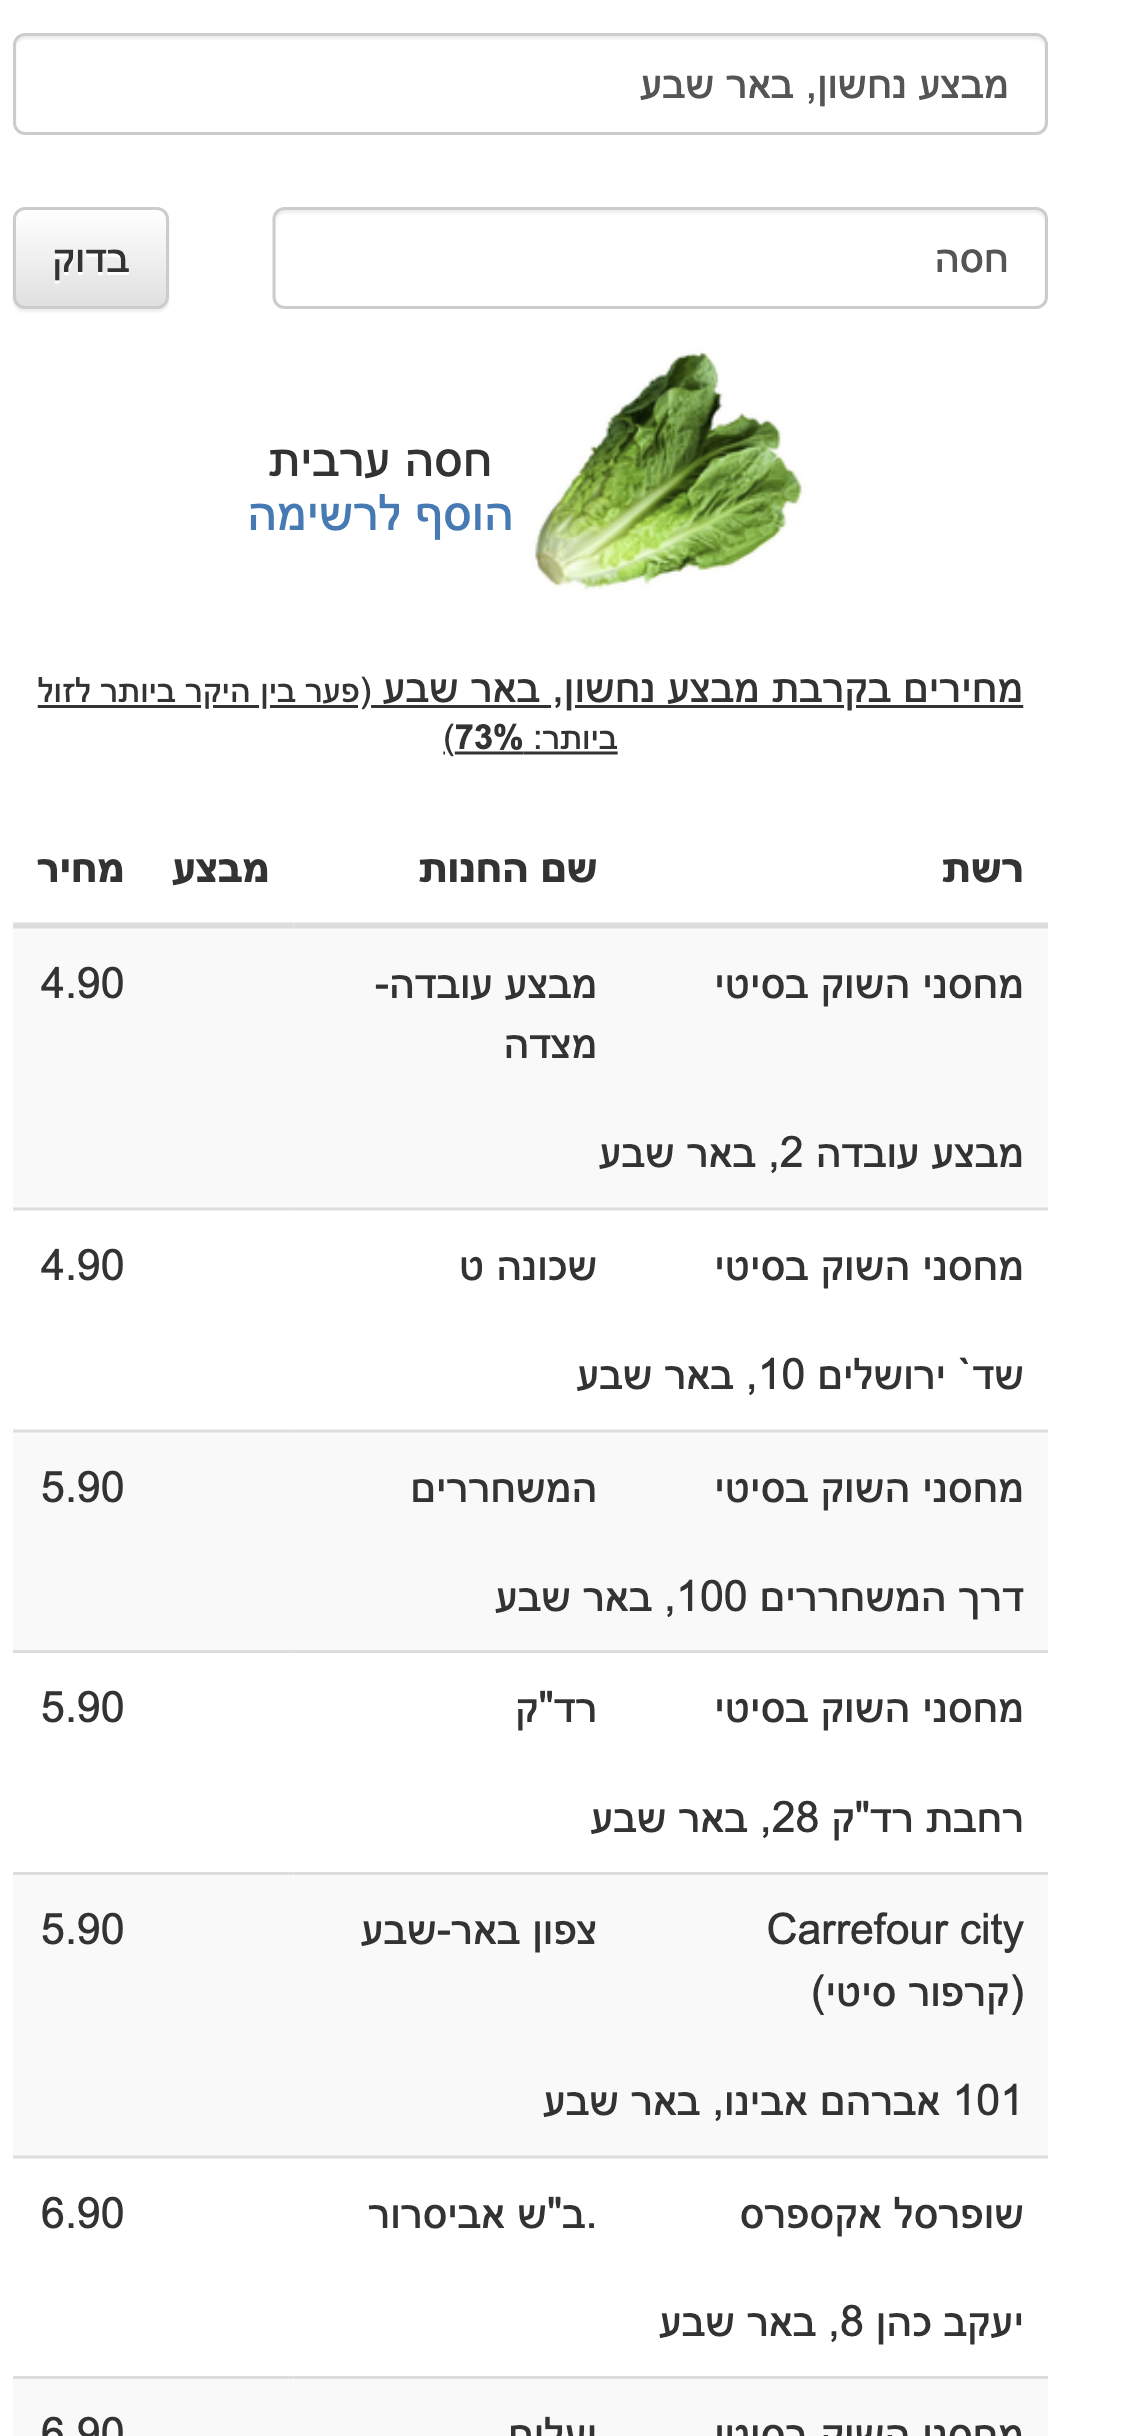 מבצע נחשון, באר שבע
חסה
בדוק
חסה ערבית
הוסף לרשימה
מחירים בקרבת מבצע נחשון, באר שבע (פער בין היקר ביותר לזול
ביותר: 73%)
רשת שם החנות מבצע מחיר
מחסני השוק בסיטי מבצע עובדה- 4.90
מצדה
מבצע עובדה 2, באר שבע
מחסני השוק בסיטי שכונה ט 4.90
שד` ירושלים 10, באר שבע
מחסני השוק בסיטי המשחררים 5.90
דרך המשחררים 100, באר שבע
מחסני השוק בסיטי רד"ק 5.90
רחבת רד"ק 28, באר שבע
Carrefour city צפון באר-שבע 5.90
(קרפור סיטי)
101 אברהם אבינו, באר שבע
שופרסל אקספרס ב"ש אביסרור. 6.90
יעקב כהן 8, באר שבע
מחסני השוק בסיטי 6.90